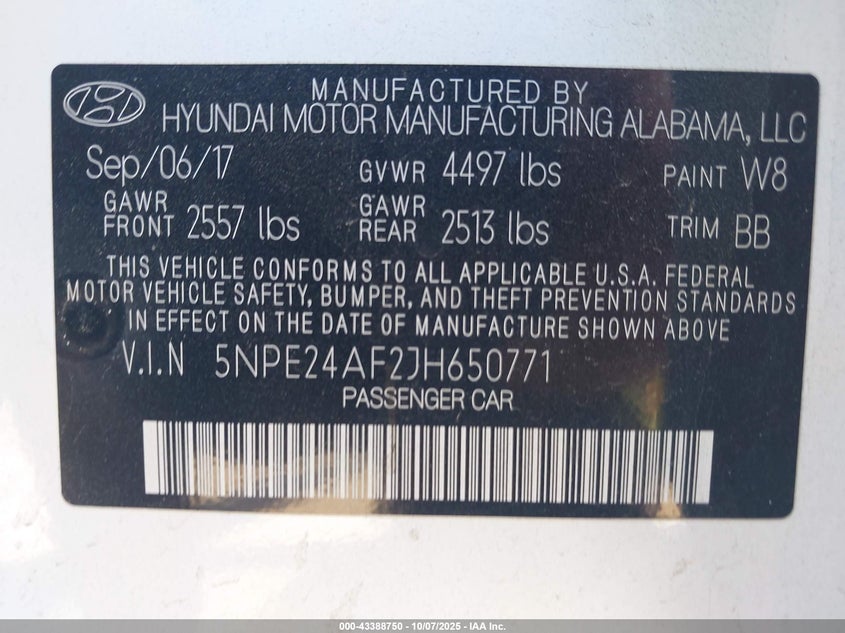 MANUFACTURED BY
HYUNDAI MOTOR MANUFACTURING ALABAMA, LLC
Sep/06/17 GVWR 4497 lbs PAINT W8
GAWR FRONT 2557 lbs GAWR REAR 2513 lbs TRIM BB
THIS VEHICLE CONFORMS TO ALL APPLICABLE U.S.A. FEDERAL
MOTOR VEHICLE SAFETY, BUMPER, AND THEFT PREVENTION STANDARDS
IN EFFECT ON THE DATE OF MANUFACTURE SHOWN ABOVE
V.I.N 5NPE24AF2JH650771
PASSENGER CAR
000-43388750 - 10/07/2025 - IAA Inc.